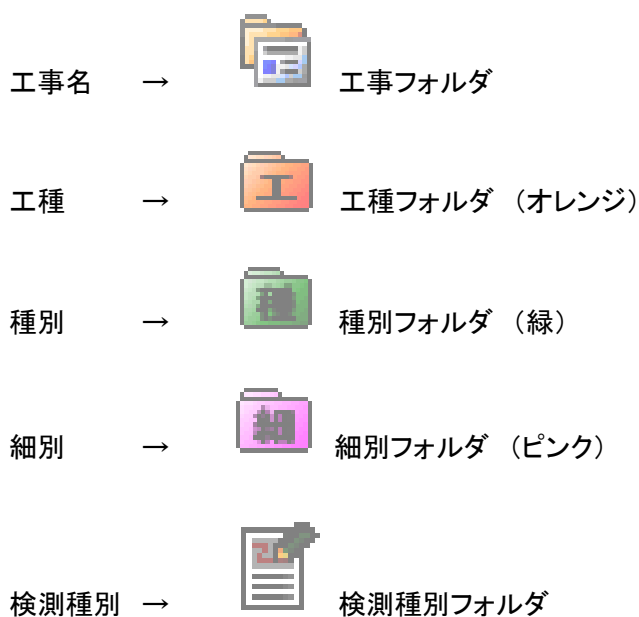 工事名 → 工事フォルダ
工種 → 工 工種フォルダ （オレンジ）
種別 → 種 種別フォルダ （緑）
細別 → 細 細別フォルダ （ピンク）
検測種別 → 検測種別フォルダ